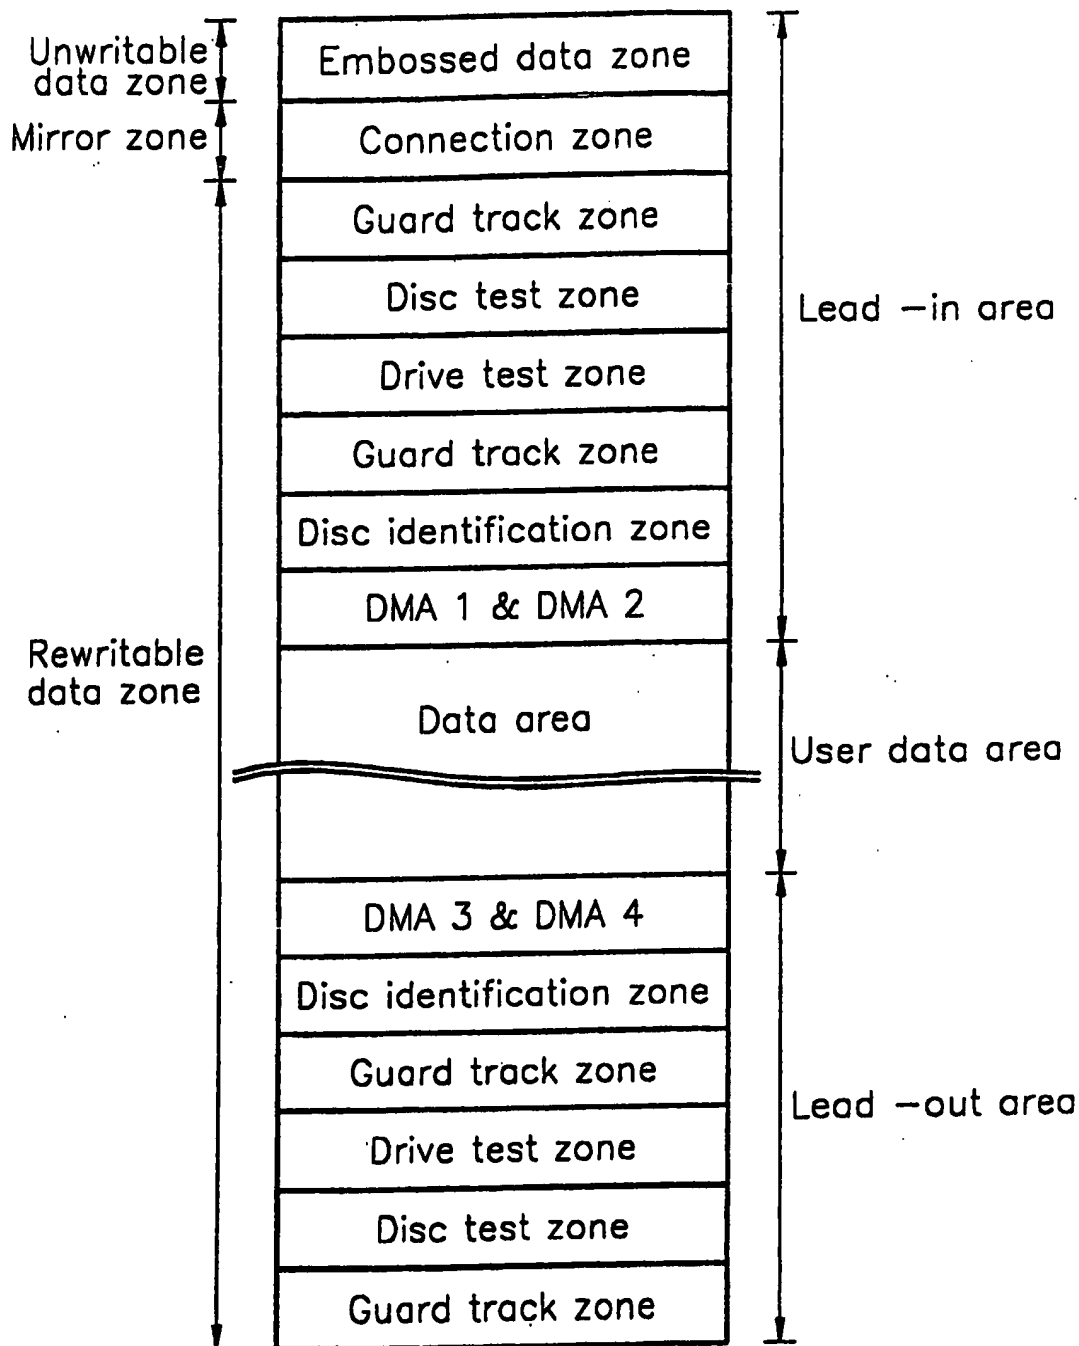 Unwritable
data zone
Mirror zone
Rewritable
data zone
Embossed data zone
Connection zone
Guard track zone
Disc test zone
Drive test zone
Guard track zone
Disc identification zone
DMA 1 & DMA 2
Data area
DMA 3 & DMA 4
Disc identification zone
Guard track zone
Drive test zone
Disc test zone
Guard track zone
Lead -in area
User data area
Lead -out area